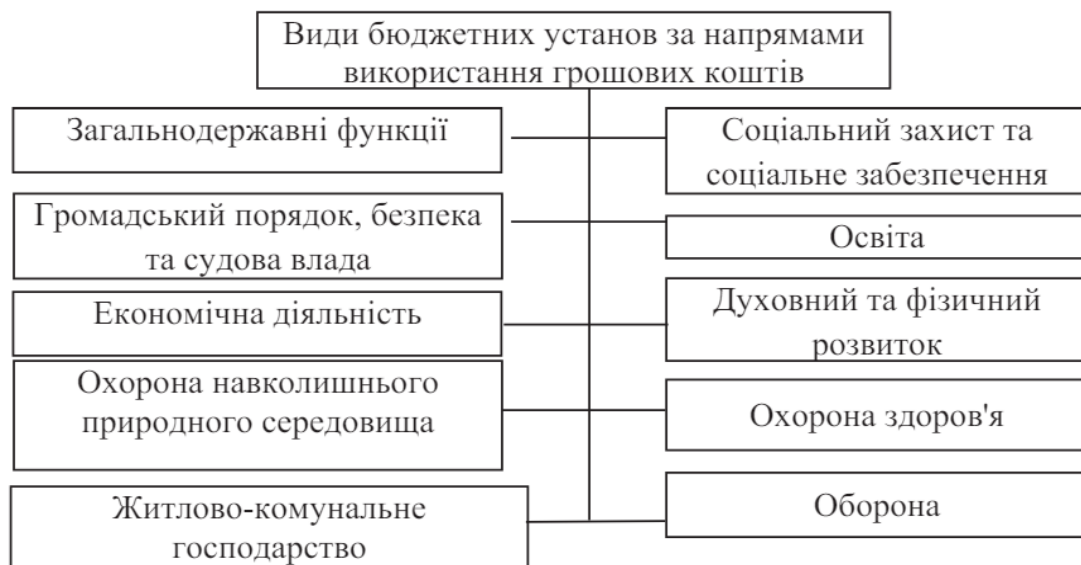 Види бюджетних установ за напрямами
використання грошових коштів
Загальнодержавні функції
Соціальний захист та
соціальне забезпечення
Громадський порядок, безпека
та судова влада
Освіта
Економічна діяльність
Духовний та фізичний
розвиток
Охорона навколишнього
природного середовища
Охорона здоров'я
Житлово-комунальне
господарство
Оборона